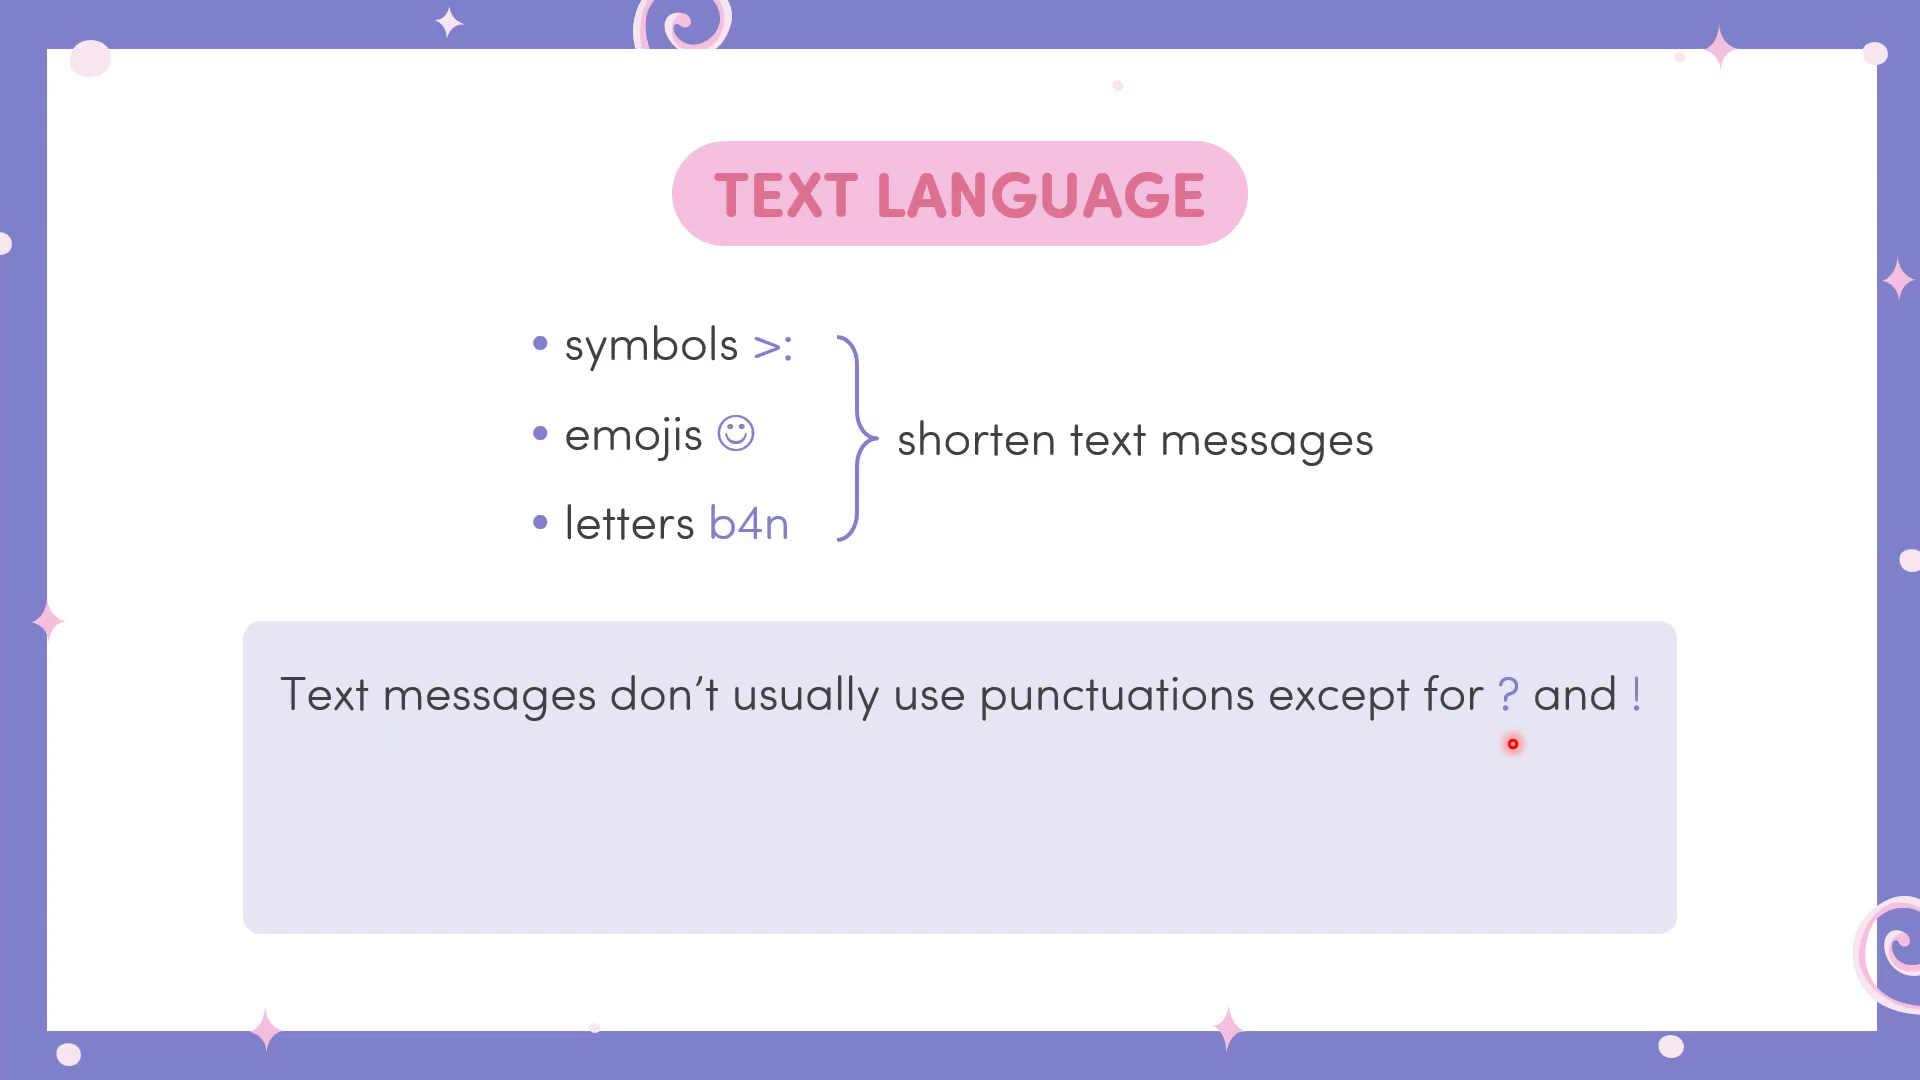 TEXT LANGUAGE
• symbols >:
• emojis ☺
• letters b4n
shorten text messages
Text messages don’t usually use punctuations except for ? and !